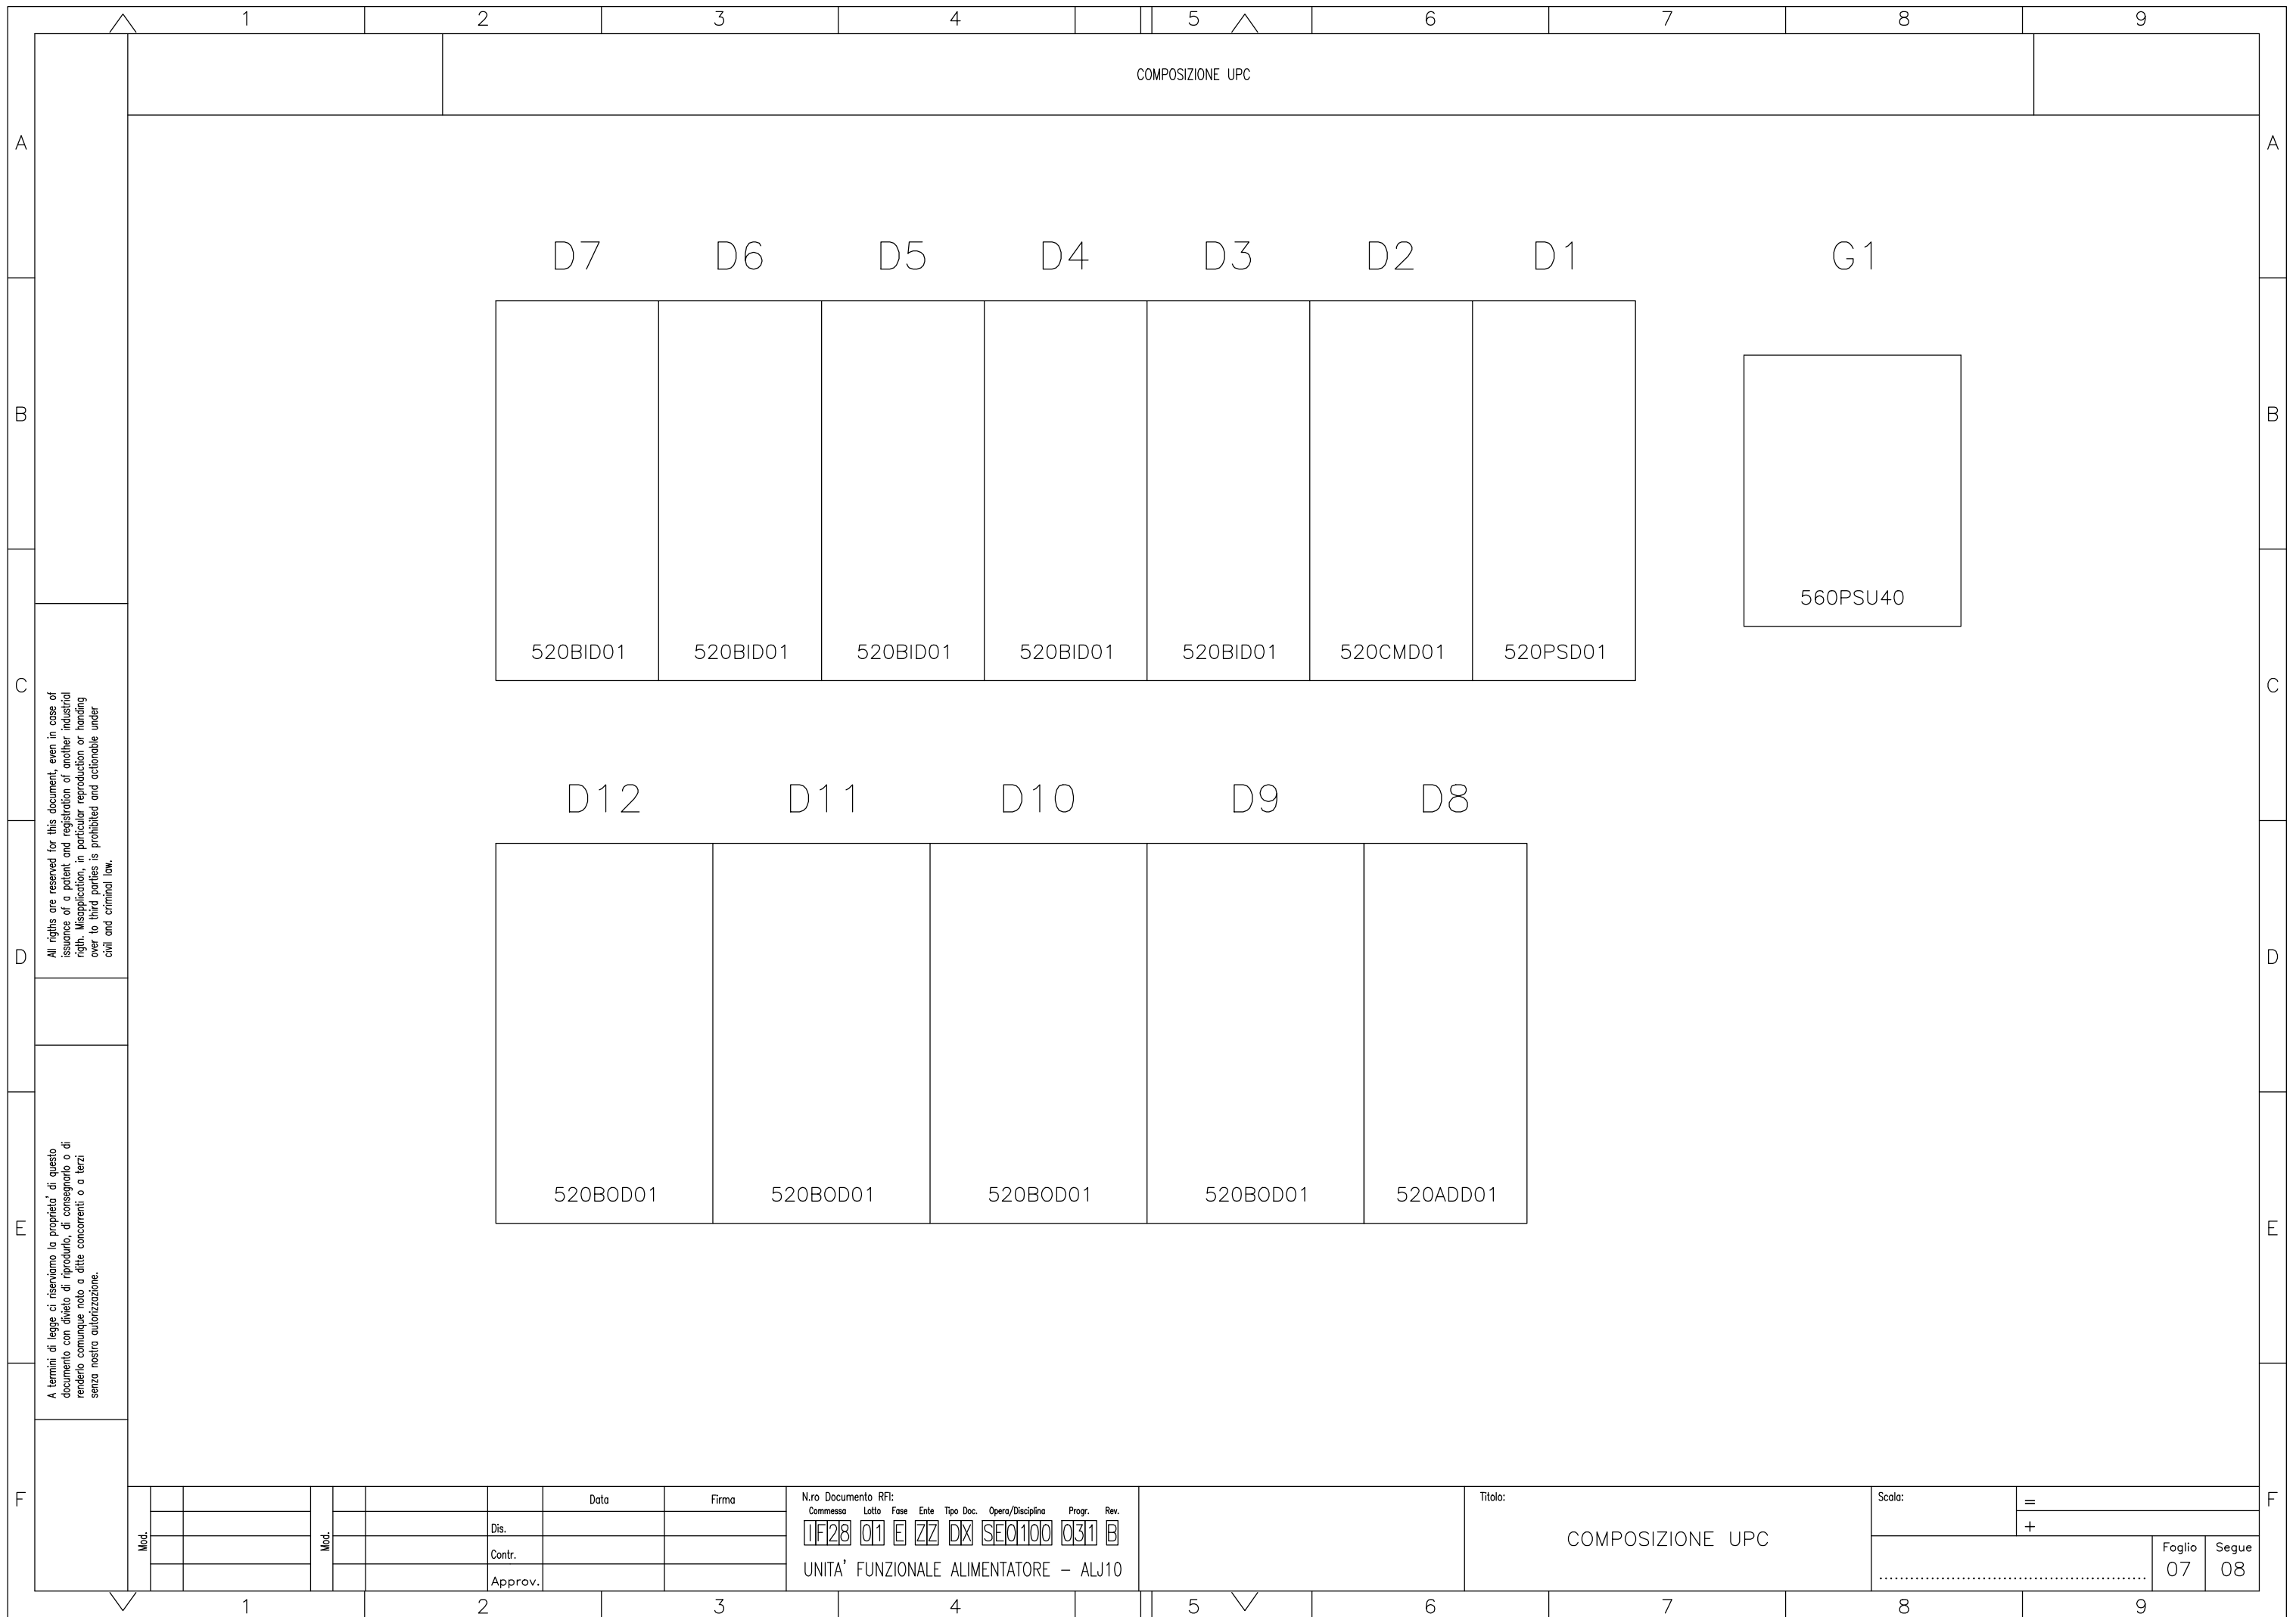 1 2 3 4 5 6 7 8 9
COMPOSIZIONE UPC
A A
D7 D6 D5 D4 D3 D2 D1 G1
B B
560PSU40
520BID01 520BID01 520BID01 520BID01 520BID01 520CMD01 520PSD01
C C
All rigths are reserved for this document, even in case of
issuance of a patent and registration of another industrial
rigth. Misapplication, in particular reproduction or handing
over to third parties is prohibited and actionable under
civil and criminal law.
D12 D11 D10 D9 D8
D D
520BOD01 520BOD01 520BOD01 520BOD01 520ADD01
E E
A termini di legge ci riserviamo la proprieta' di questo
documento con divieto di riprodurlo, di consegnarlo o di
renderlo comunque noto a ditte concorrenti o a terzi
senza nostra autorizzazione.
F F
Mod. Mod.
Data Firma
Dis.
Contr.
Approv.
N.ro Documento RFI:
Commessa Lotto Fase Ente Tipo Doc. Opera/Disciplina Progr. Rev.
IF28 01 E ZZ DX SE0100 031 B
UNITA' FUNZIONALE ALIMENTATORE – ALJ10
Titolo:
COMPOSIZIONE UPC
Scala:
=
+
Foglio Segue
07 08
1 2 3 4 5 6 7 8 9